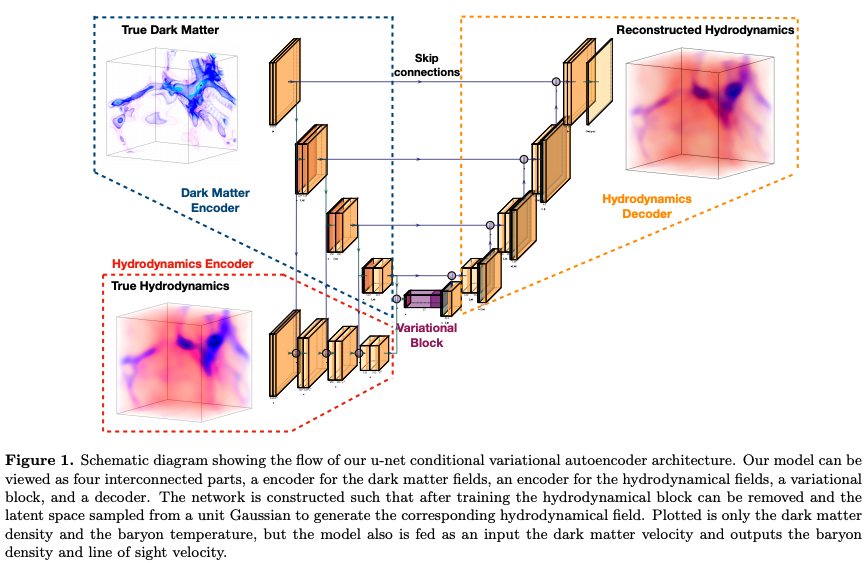 True Dark Matter
Skip
connections
Reconstructed Hydrodynamics
Dark Matter
Encoder
Hydrodynamics
Decoder
Hydrodynamics Encoder
True Hydrodynamics
Variational
Block
Figure 1. Schematic diagram showing the flow of our u-net conditional variational autoencoder architecture. Our model can be
viewed as four interconnected parts, a encoder for the dark matter fields, an encoder for the hydrodynamical fields, a variational
block, and a decoder. The network is constructed such that after training the hydrodynamical block can be removed and the
latent space sampled from a unit Gaussian to generate the corresponding hydrodynamical field. Plotted is only the dark matter
density and the baryon temperature, but the model also is fed as an input the dark matter velocity and outputs the baryon
density and line of sight velocity.